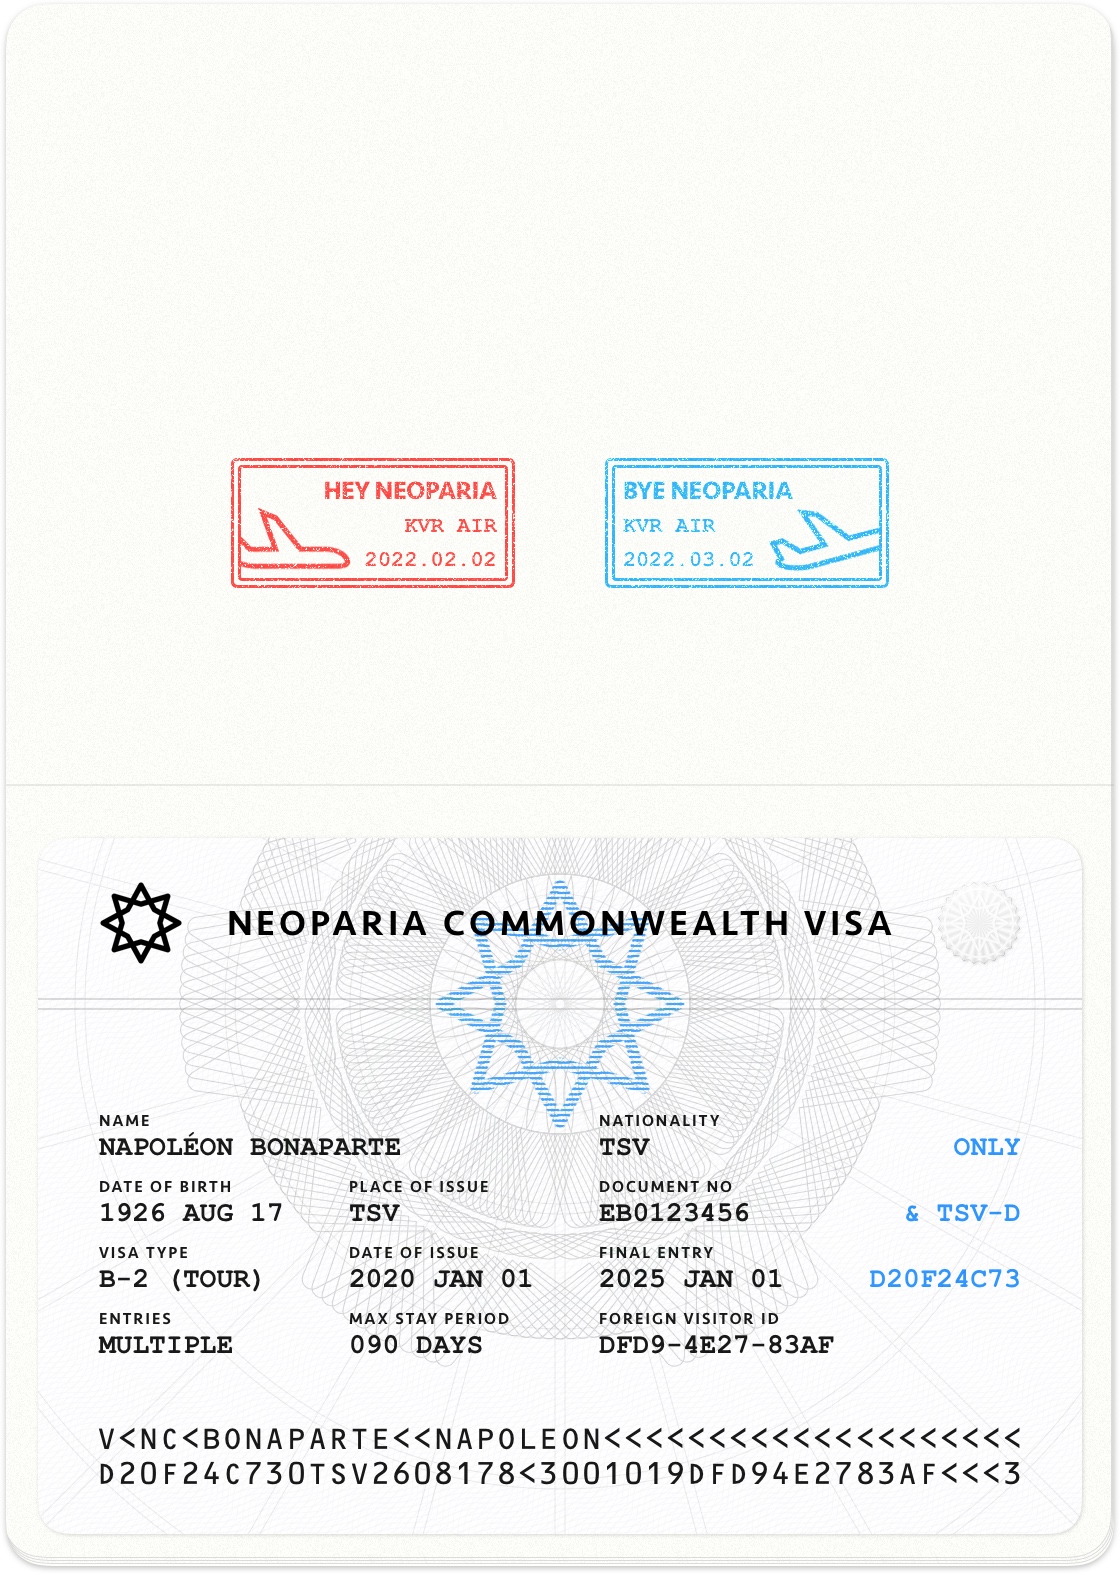 HEY NEOPARIA
KVR AIR
2022.02.02
BYE NEOPARIA
KVR AIR
2022.03.02
NEOPARIA COMMONWEALTH VISA
NAME
NAPOLÉON BONAPARTE
NATIONALITY
TSV
ONLY
DATE OF BIRTH
1926 AUG 17
PLACE OF ISSUE
TSV
DOCUMENT NO
EB0123456
& TSV-D
VISA TYPE
B-2 (TOUR)
DATE OF ISSUE
2020 JAN 01
FINAL ENTRY
2025 JAN 01
D20F24C73
ENTRIES
MULTIPLE
MAX STAY PERIOD
090 DAYS
FOREIGN VISITOR ID
DFD9-4E27-83AF
V<NC<BONAPARTE<<NAPOLEON<<<<<<<<<<<<<<<<<<<<
D20F24C730TSV2608178<3001019DFD94E2783AF<<<3